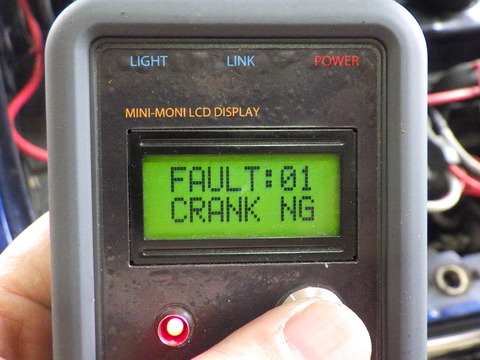 LIGHT LINK POWER
MINI-MONI LCD DISPLAY
FAULT:01
CRANK NG